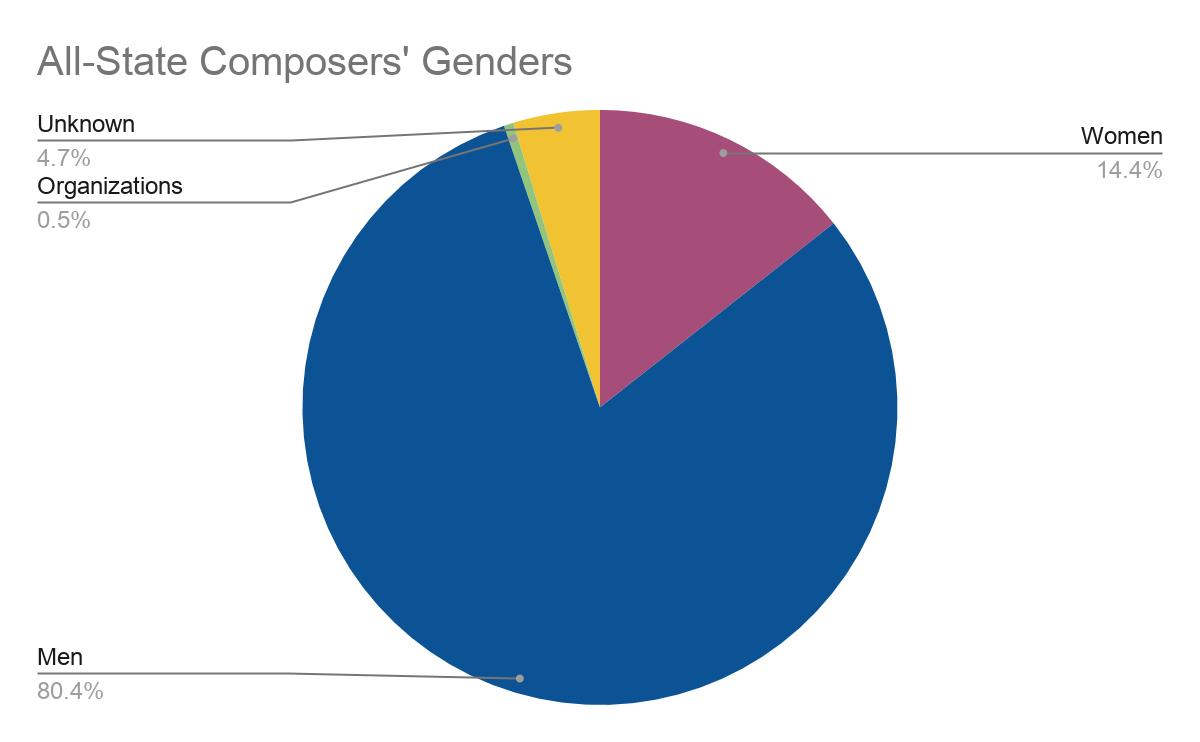 All-State Composers' Genders
Unknown
4.7%
Organizations
0.5%
Women
14.4%
Men
80.4%